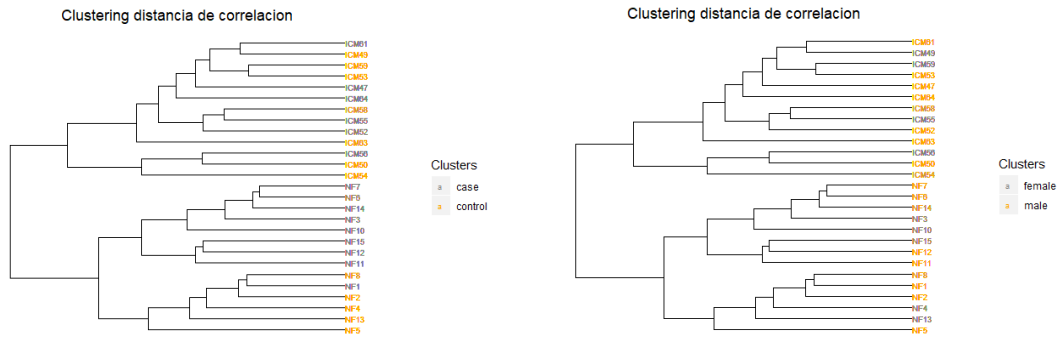 Clustering distancia de correlacion
ICM61
ICM49
ICM59
ICM53
ICM47
ICM64
ICM58
ICM55
ICM52
ICM63
ICM56
ICM50
ICM54
NF7
NF6
NF14
NF3
NF10
NF15
NF12
NF11
NF8
NF1
NF2
NF4
NF13
NF5
Clusters
a case
a control
Clustering distancia de correlacion
ICM61
ICM49
ICM59
ICM53
ICM47
ICM64
ICM58
ICM55
ICM52
ICM63
ICM56
ICM50
ICM54
NF7
NF6
NF14
NF3
NF10
NF15
NF12
NF11
NF8
NF1
NF2
NF4
NF13
NF5
Clusters
a female
a male